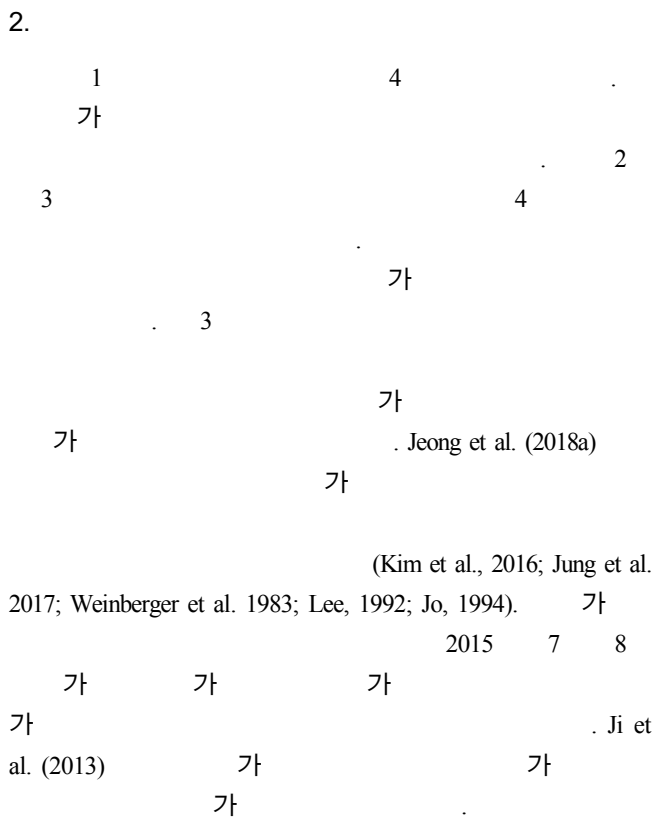 2.
1 4 .
가
. 2
3 4
.
가
. 3
가
가 . Jeong et al. (2018a)
가
(Kim et al., 2016; Jung et al.
2017; Weinberger et al. 1983; Lee, 1992; Jo, 1994). 가
2015 7 8
가 가 가
가 . Ji et
al. (2013) 가 가
가 .